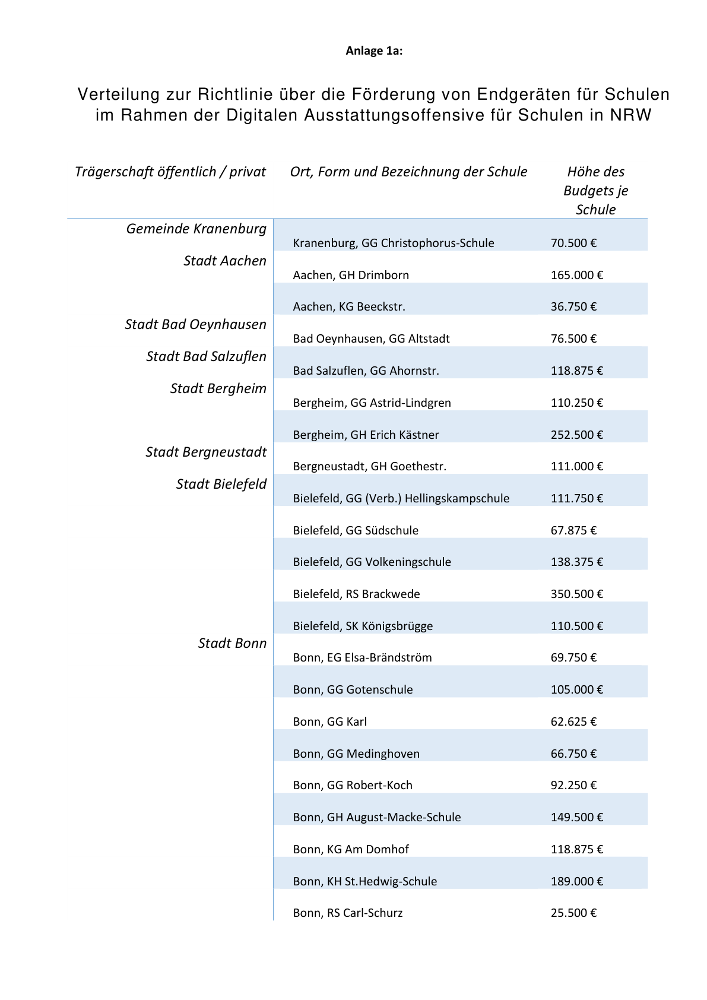 Anlage 1a:
Verteilung zur Richtlinie über die Förderung von Endgeräten für Schulen
im Rahmen der Digitalen Ausstattungsoffensive für Schulen in NRW
Trägerschaft öffentlich / privat Ort, Form und Bezeichnung der Schule Höhe des
Budgets je
Schule
Gemeinde Kranenburg
Kranenburg, GG Christophorus-Schule 70.500 €
Stadt Aachen
Aachen, GH Drimborn 165.000 €
Aachen, KG Beeckstr. 36.750 €
Stadt Bad Oeynhausen
Bad Oeynhausen, GG Altstadt 76.500 €
Stadt Bad Salzuflen
Bad Salzuflen, GG Ahornstr. 118.875 €
Stadt Bergheim
Bergheim, GG Astrid-Lindgren 110.250 €
Bergheim, GH Erich Kästner 252.500 €
Stadt Bergneustadt
Bergneustadt, GH Goethestr. 111.000 €
Stadt Bielefeld
Bielefeld, GG (Verb.) Hellingskampschule 111.750 €
Bielefeld, GG Südschule 67.875 €
Bielefeld, GG Volkeningschule 138.375 €
Bielefeld, RS Brackwede 350.500 €
Bielefeld, SK Königsbrügge 110.500 €
Stadt Bonn
Bonn, EG Elsa-Brändström 69.750 €
Bonn, GG Gotenschule 105.000 €
Bonn, GG Karl 62.625 €
Bonn, GG Medinghoven 66.750 €
Bonn, GG Robert-Koch 92.250 €
Bonn, GH August-Macke-Schule 149.500 €
Bonn, KG Am Domhof 118.875 €
Bonn, KH St.Hedwig-Schule 189.000 €
Bonn, RS Carl-Schurz 25.500 €